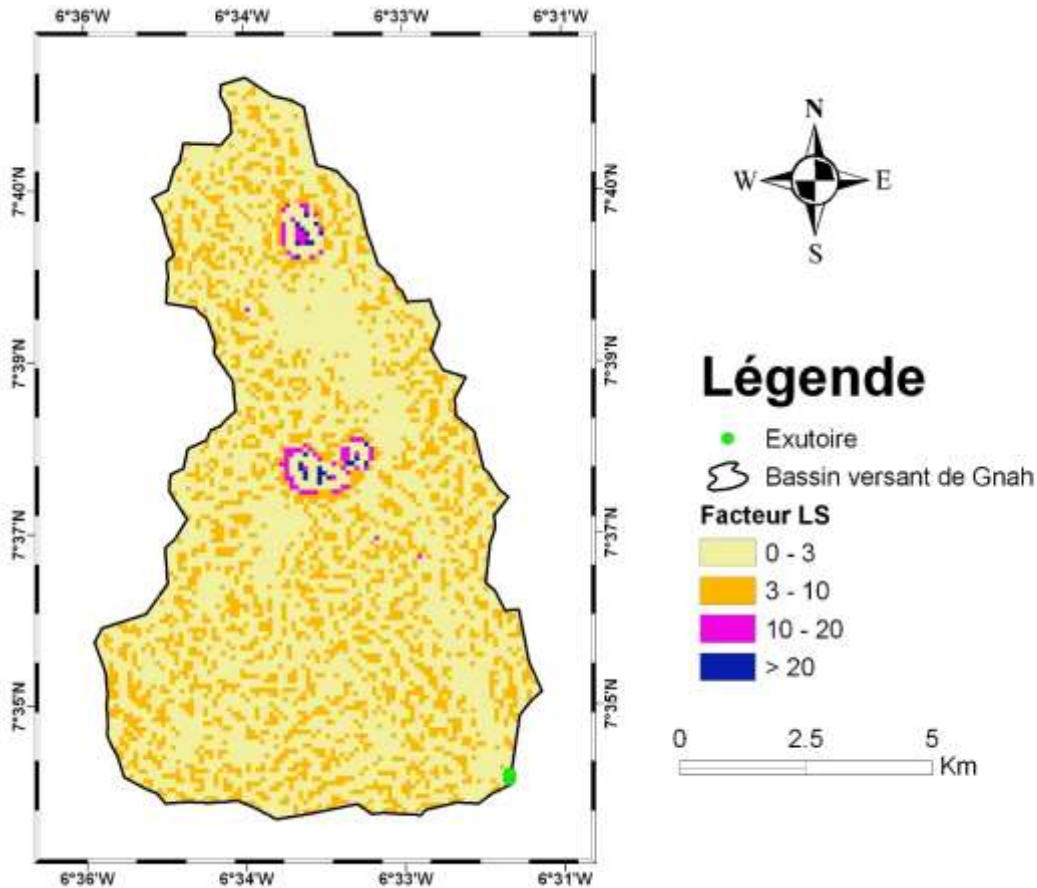 6°36'W 6°34'W 6°33'W 6°31'W
7°40'N 7°40'N
7°39'N 7°39'N
7°37'N 7°37'N
7°35'N 7°35'N
6°36'W 6°34'W 6°33'W 6°31'W
N
W E
S
Légende
Exutoire
Bassin versant de Gnah
Facteur LS
0 - 3
3 - 10
10 - 20
> 20
0 2.5 5
Km